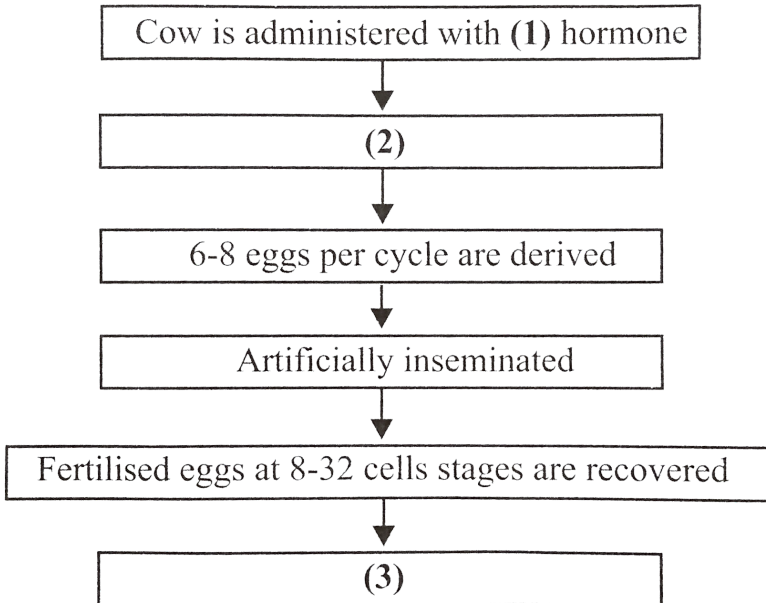 Cow is administered with (1) hormone
(2)
6-8 eggs per cycle are derived
Artificially inseminated
Fertilised eggs at 8-32 cells stages are recovered
(3)